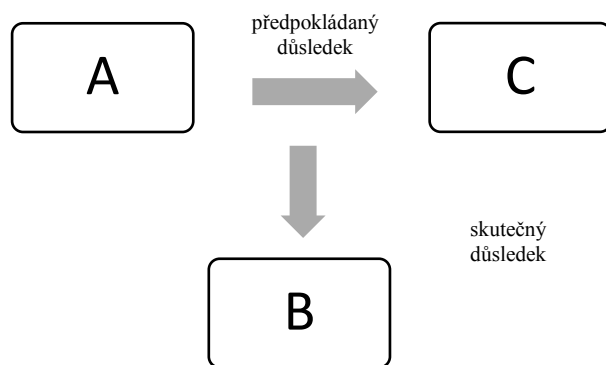 předpokládaný
důsledek
A
C
skutečný
důsledek
B